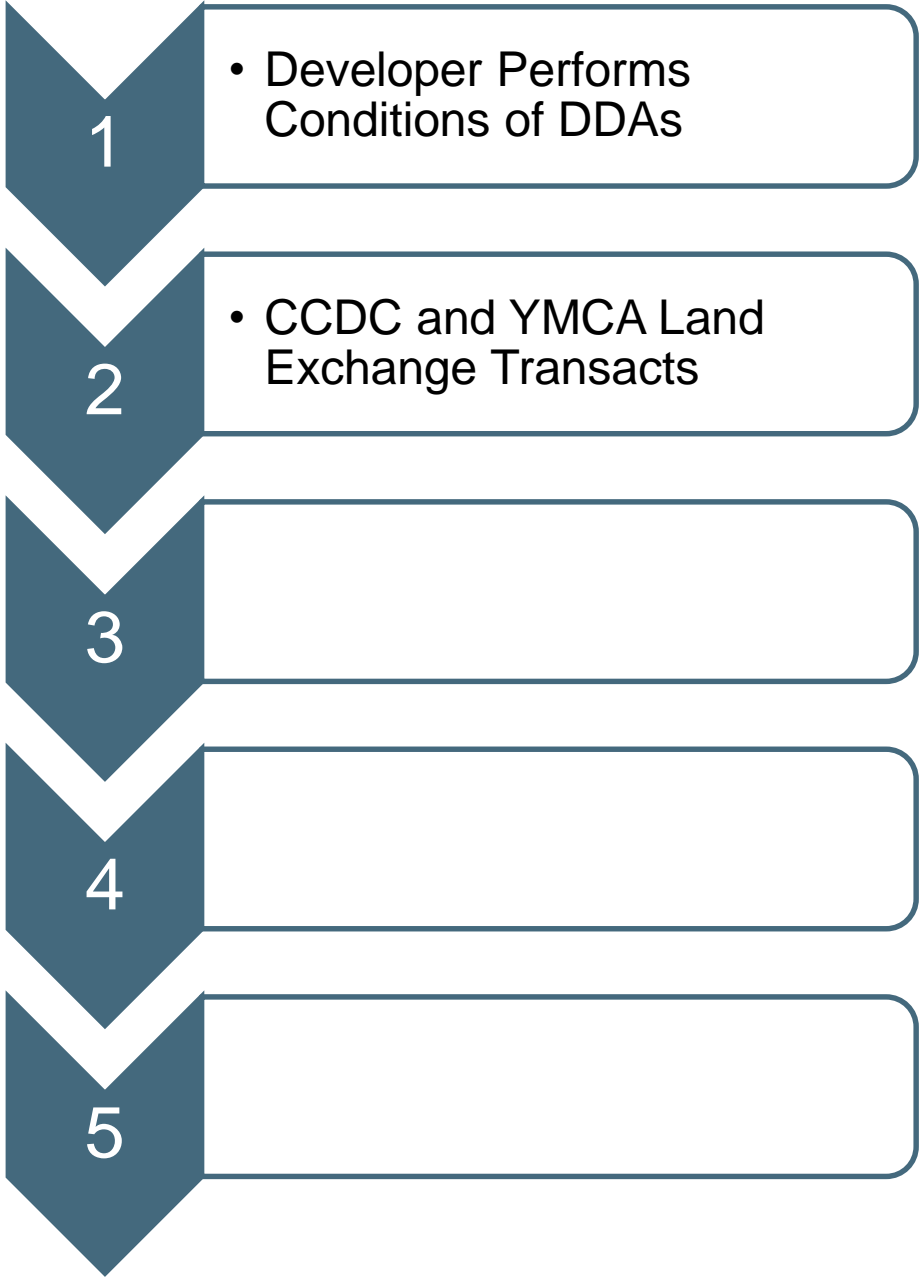 1
• Developer Performs
Conditions of DDAs
2
• CCDC and YMCA Land
Exchange Transacts
3
4
5